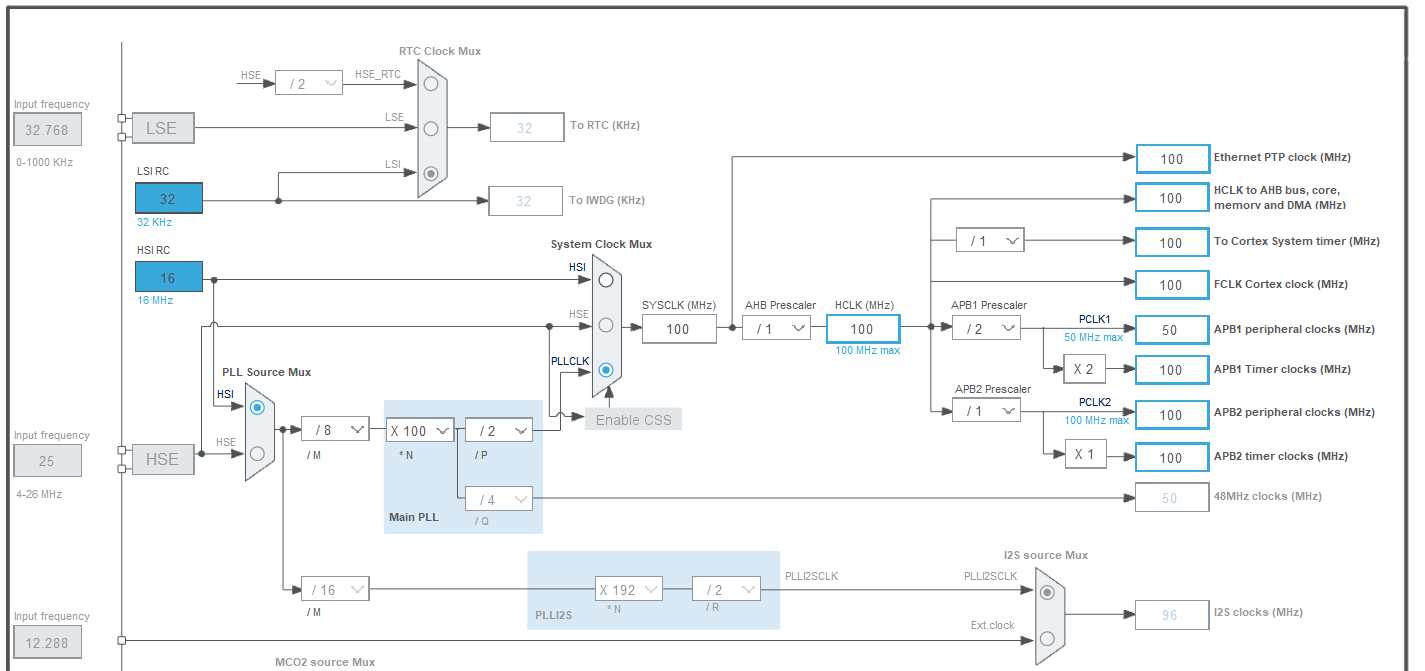 RTC Clock Mux
HSE
/ 2
HSE_RTC
Input frequency
32.768
0-1000 KHz
LSE
LSE
32
To RTC (KHz)
LSI RC
32
32 KHz
LSI
32
To IWDG (KHz)
HSI RC
16
16 MHz
System Clock Mux
HSI
HSE
PLLCLK
Enable CSS
SYSCLK (MHz)
100
AHB Prescaler
/ 1
HCLK (MHz)
100
100 MHz max
100
Ethernet PTP clock (MHz)
100
HCLK to AHB bus, core,
memory and DMA (MHz)
/ 1
100
To Cortex System timer (MHz)
100
FCLK Cortex clock (MHz)
APB1 Prescaler
/ 2
PCLK1
50 MHz max
50
APB1 peripheral clocks (MHz)
X 2
100
APB1 Timer clocks (MHz)
APB2 Prescaler
/ 1
PCLK2
100 MHz max
100
APB2 peripheral clocks (MHz)
X 1
100
APB2 timer clocks (MHz)
PLL Source Mux
HSI
HSE
Input frequency
25
4-26 MHz
HSE
/ 8
/ M
X 100
* N
/ 2
/ P
/ 4
/ Q
Main PLL
50
48MHz clocks (MHz)
/ 16
/ M
X 192
* N
/ 2
/ R
PLLI2S
PLLI2SCLK
I2S source Mux
PLLI2SCLK
Ext.clock
96
I2S clocks (MHz)
Input frequency
12.288
MCO2 source Mux